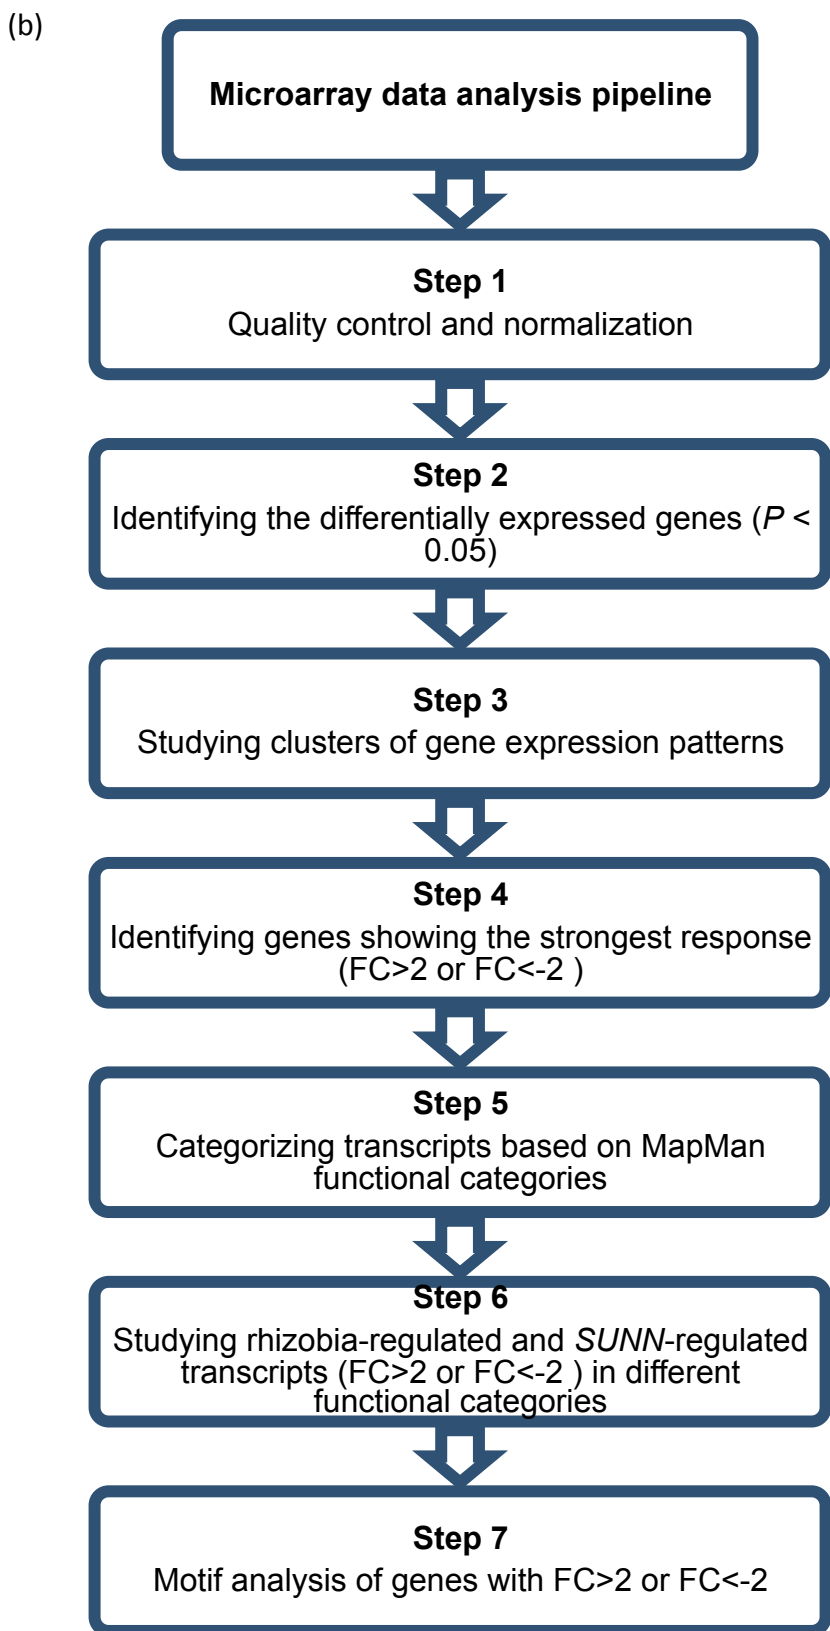 (b)
Microarray data analysis pipeline
Step 1
Quality control and normalization
Step 2
Identifying the differentially expressed genes (P <
0.05)
Step 3
Studying clusters of gene expression patterns
Step 4
Identifying genes showing the strongest response
(FC>2 or FC<-2 )
Step 5
Categorizing transcripts based on MapMan
functional categories
Step 6
Studying rhizobia-regulated and SUNN-regulated
transcripts (FC>2 or FC<-2 ) in different
functional categories
Step 7
Motif analysis of genes with FC>2 or FC<-2